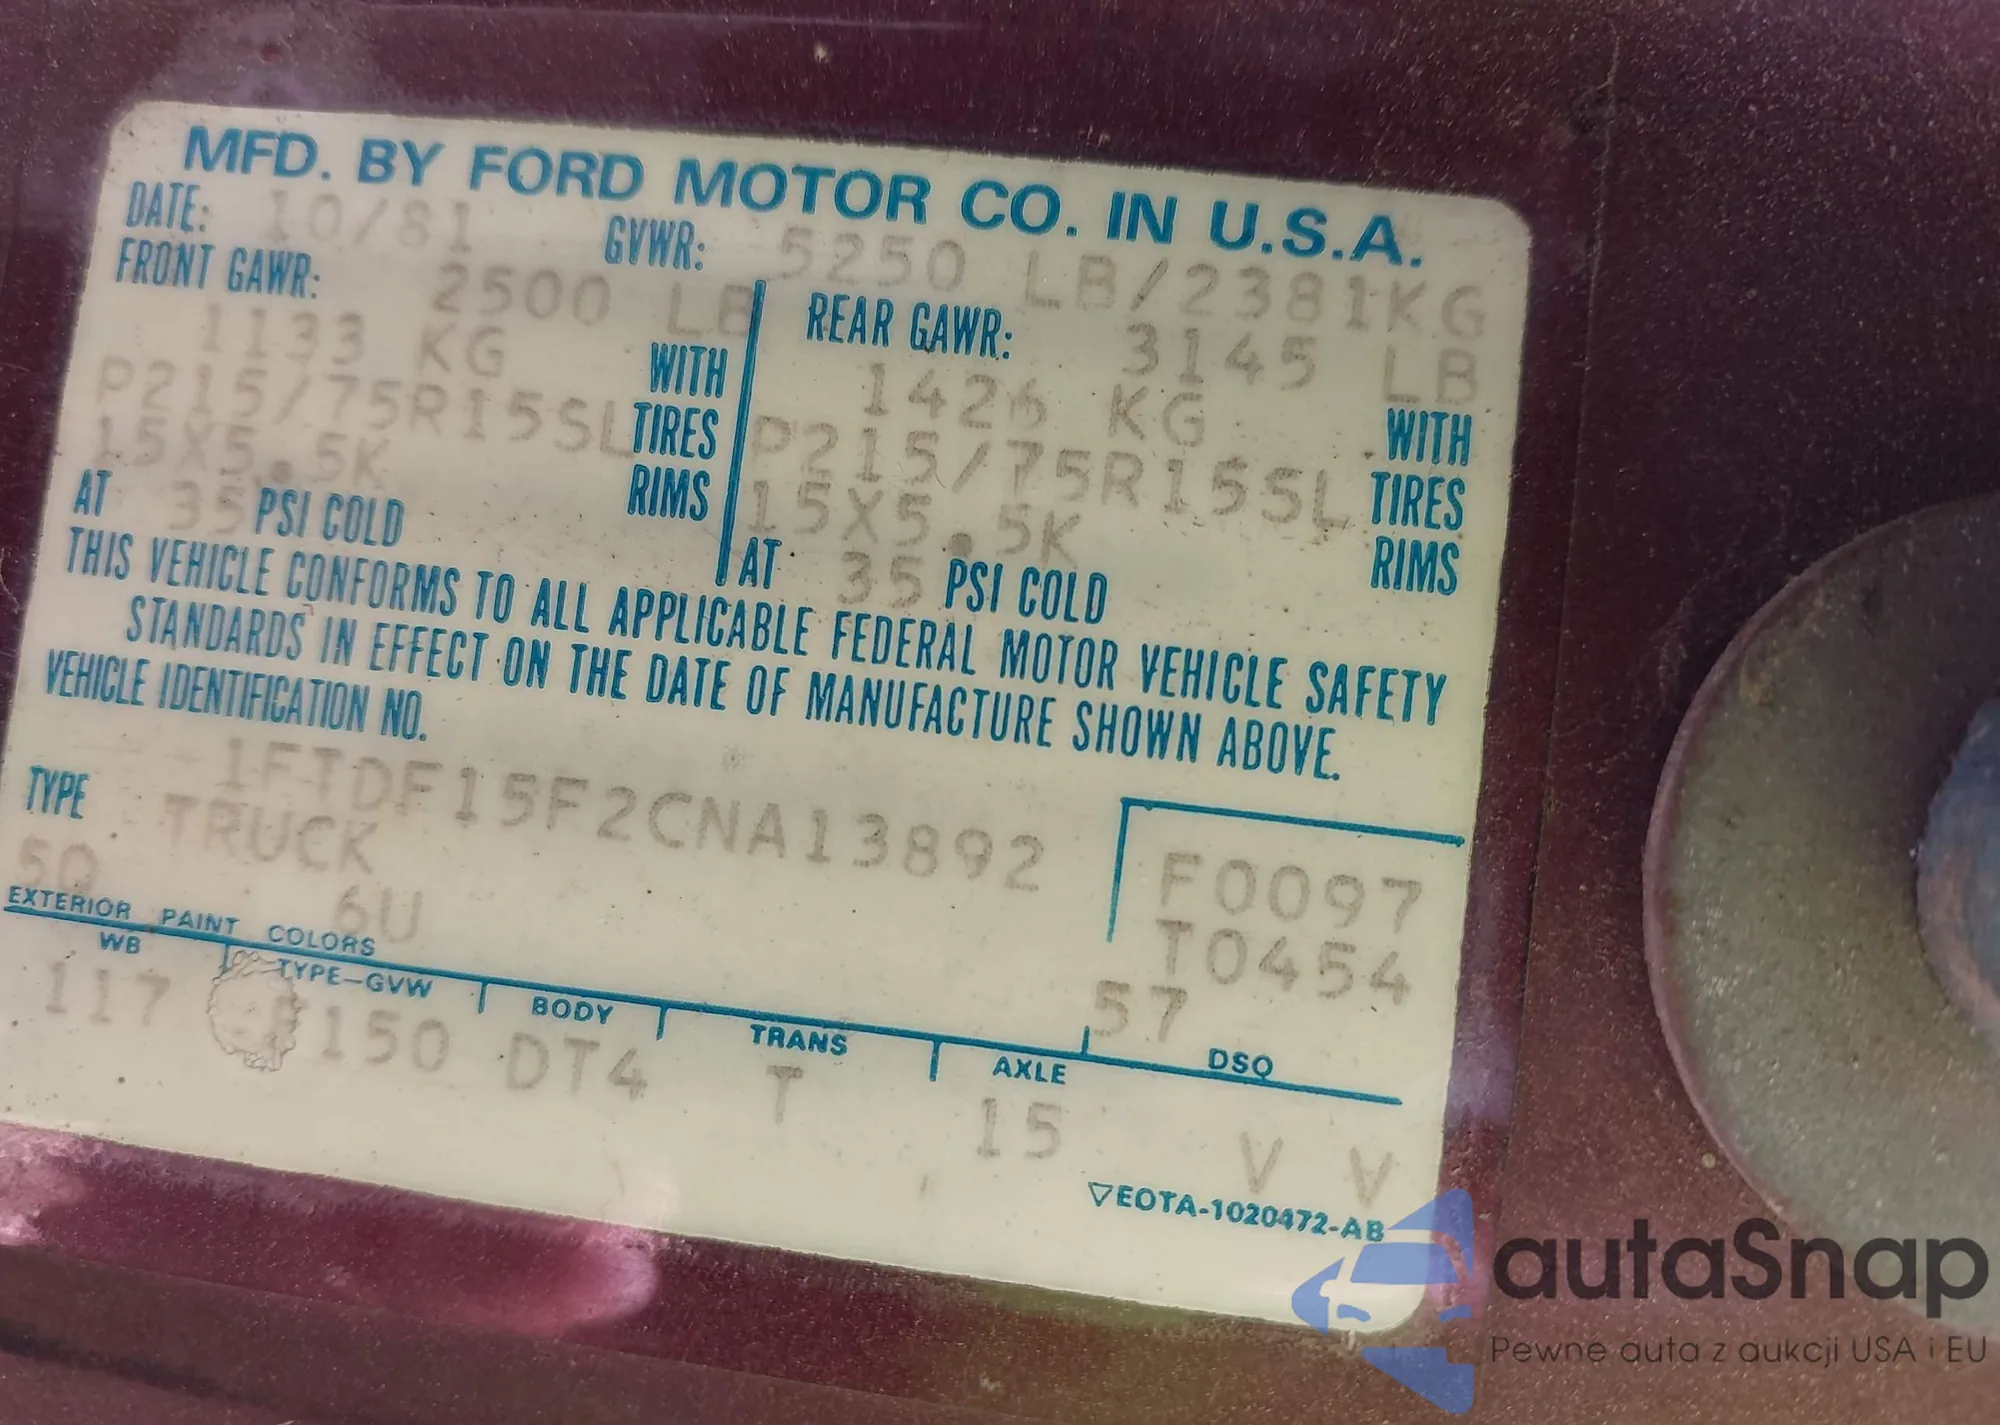 MFD. BY FORD MOTOR CO. IN U.S.A.
DATE: 10/81 GVWR: 5250 LB/2381KG
FRONT GAWR: 2500 LB
1133 KG WITH
P215/75R15SL TIRES
15X5.5K RIMS
AT 35 PSI COLD
REAR GAWR: 3145 LB
1426 KG WITH
P215/75R15SL TIRES
15X5.5K RIMS
AT 35 PSI COLD
THIS VEHICLE CONFORMS TO ALL APPLICABLE FEDERAL MOTOR VEHICLE SAFETY
STANDARDS IN EFFECT ON THE DATE OF MANUFACTURE SHOWN ABOVE.
VEHICLE IDENTIFICATION NO.
1FTDF15F2CNA13892
TYPE TRUCK
F0097
T0454
6U
57
EXTERIOR PAINT COLORS
WB TYPE-GVW BODY TRANS AXLE DSO
117 150 DT4 T 15 V V
EOTA-1020472-AB
autaSnap
Pewne auta z aukcji USA i EU